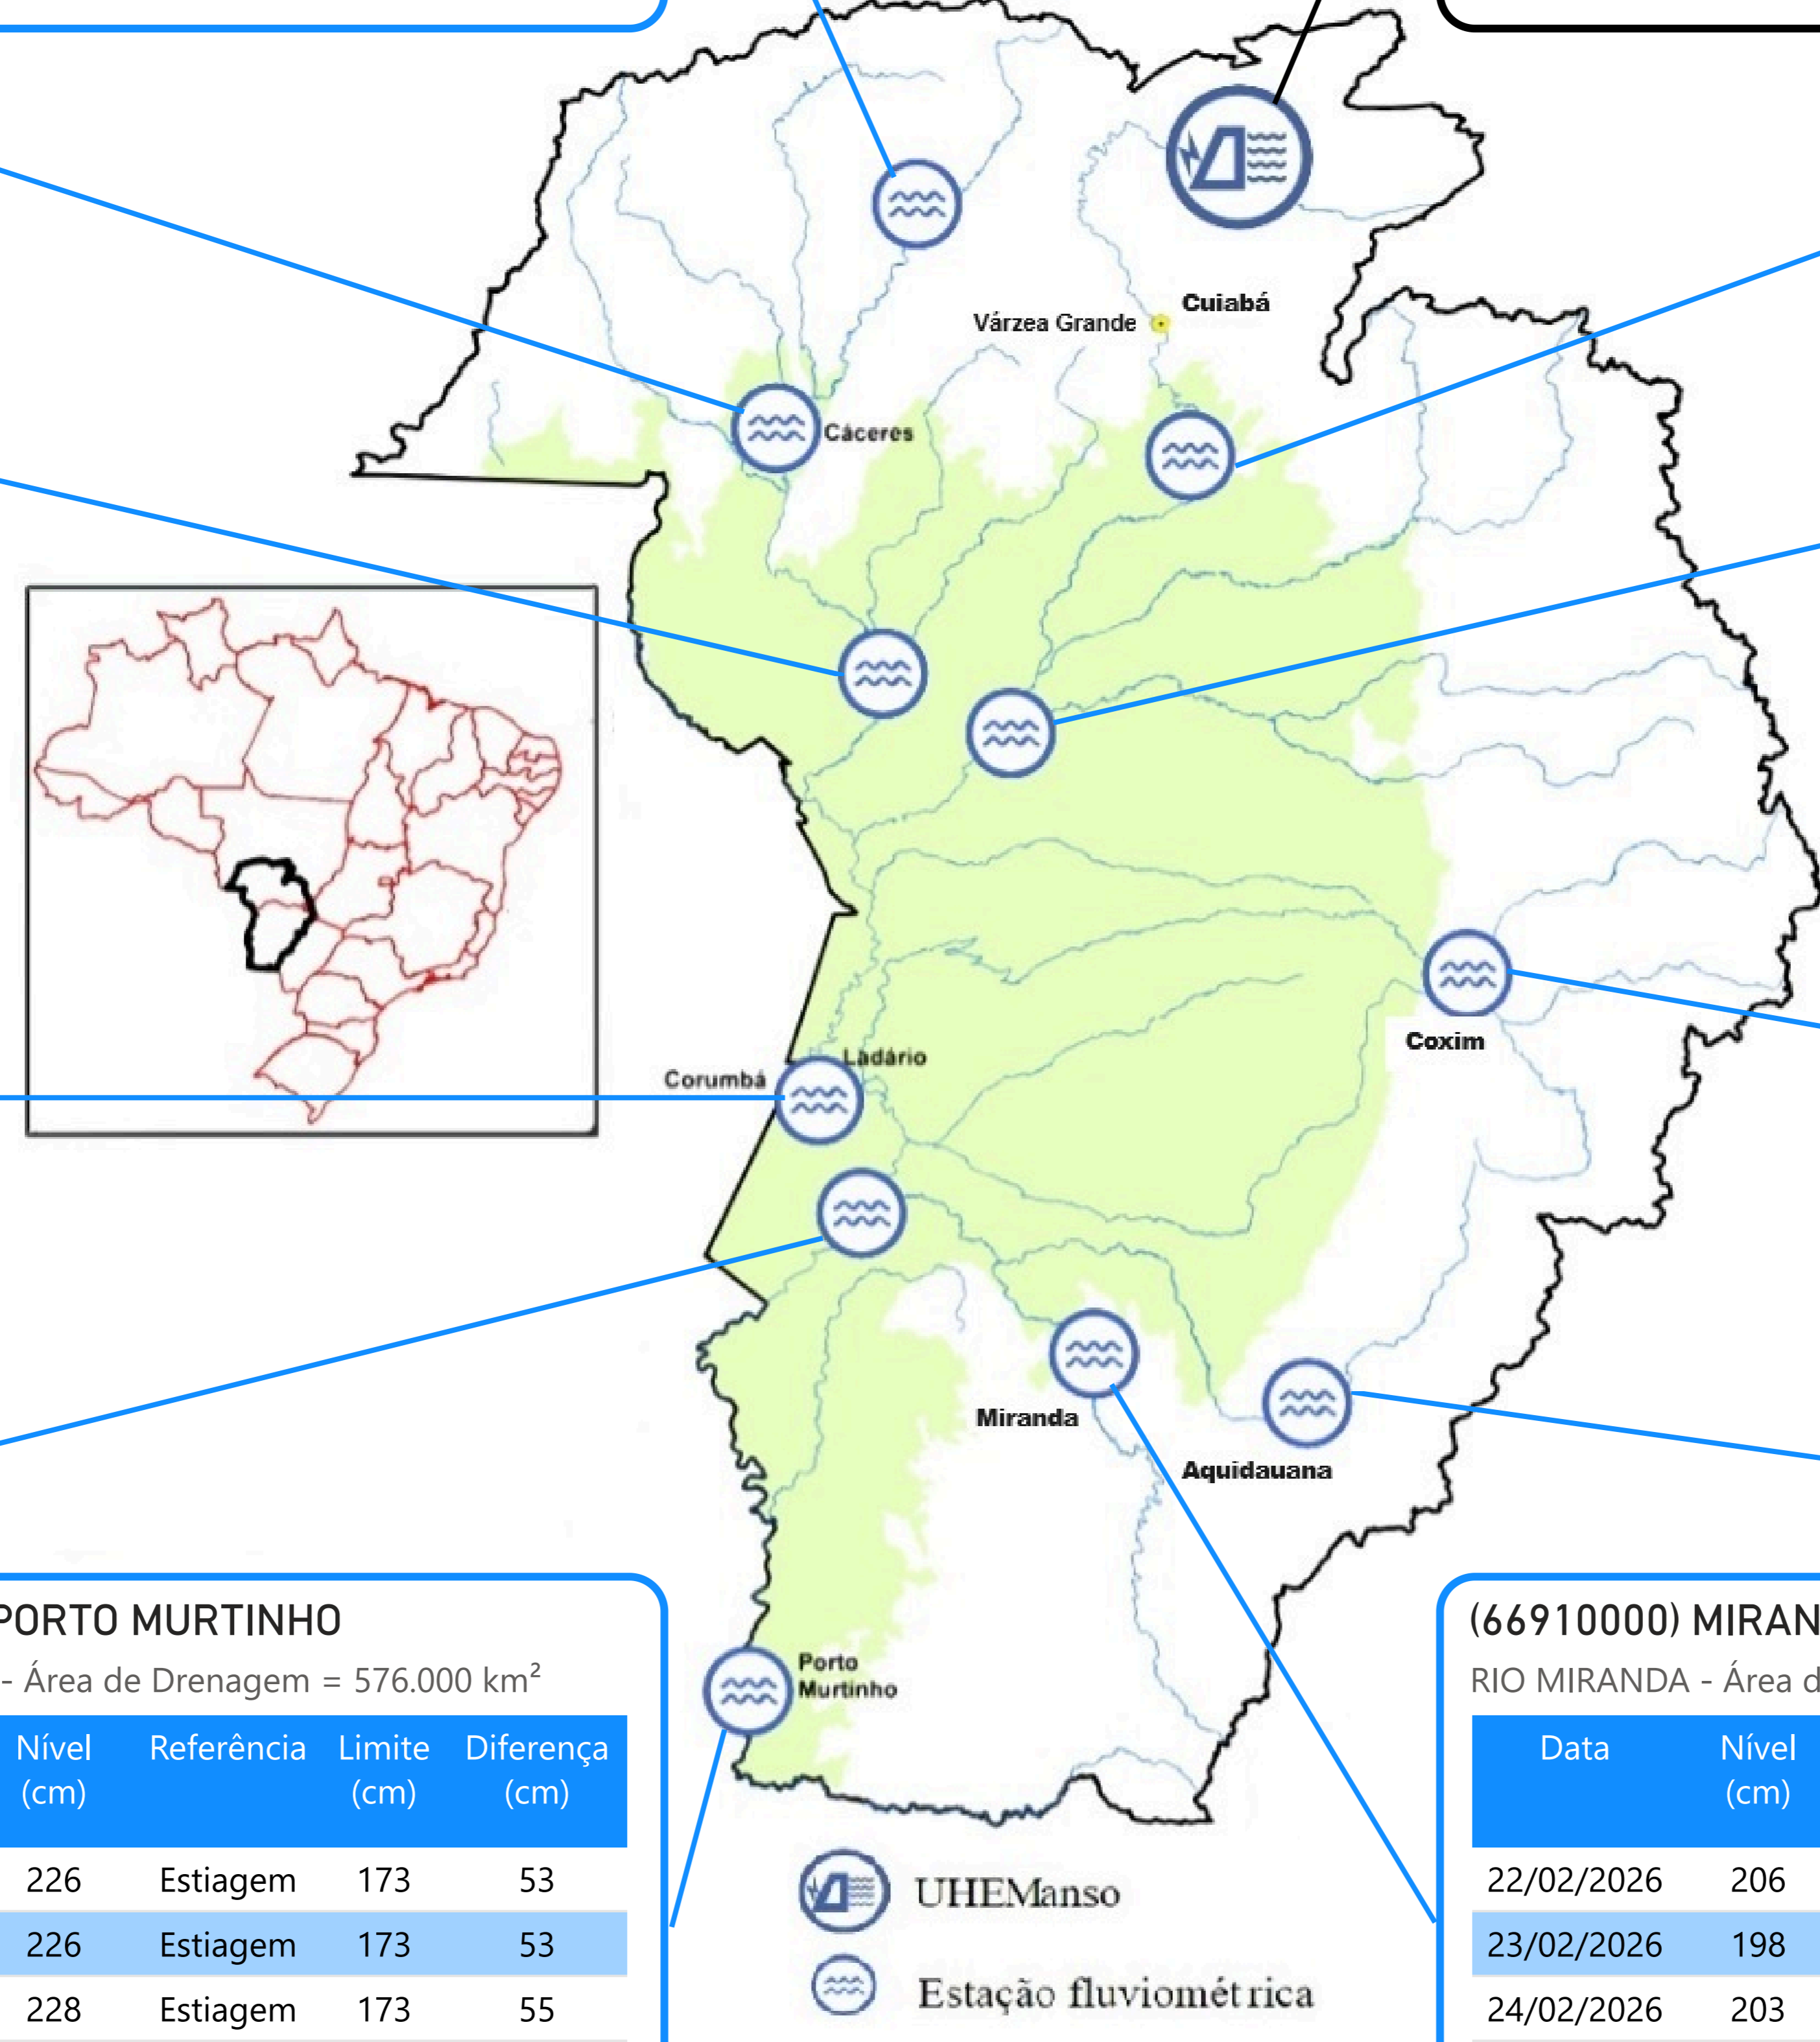 Cuiabá
Várzea Grande
Cáceres
Coxim
Ladário
Corumbá
Miranda
Aquidauana
Porto
Murtinho
PORTO MURTINHO
- Área de Drenagem = 576.000 km²
Nível (cm) Referência Limite (cm) Diferença (cm)
226 Estiagem 173 53
226 Estiagem 173 53
228 Estiagem 173 55
UHEManso
Estação fluviométrica
(66910000) MIRAN
RIO MIRANDA - Área d
Data Nível (cm)
22/02/2026 206
23/02/2026 198
24/02/2026 203